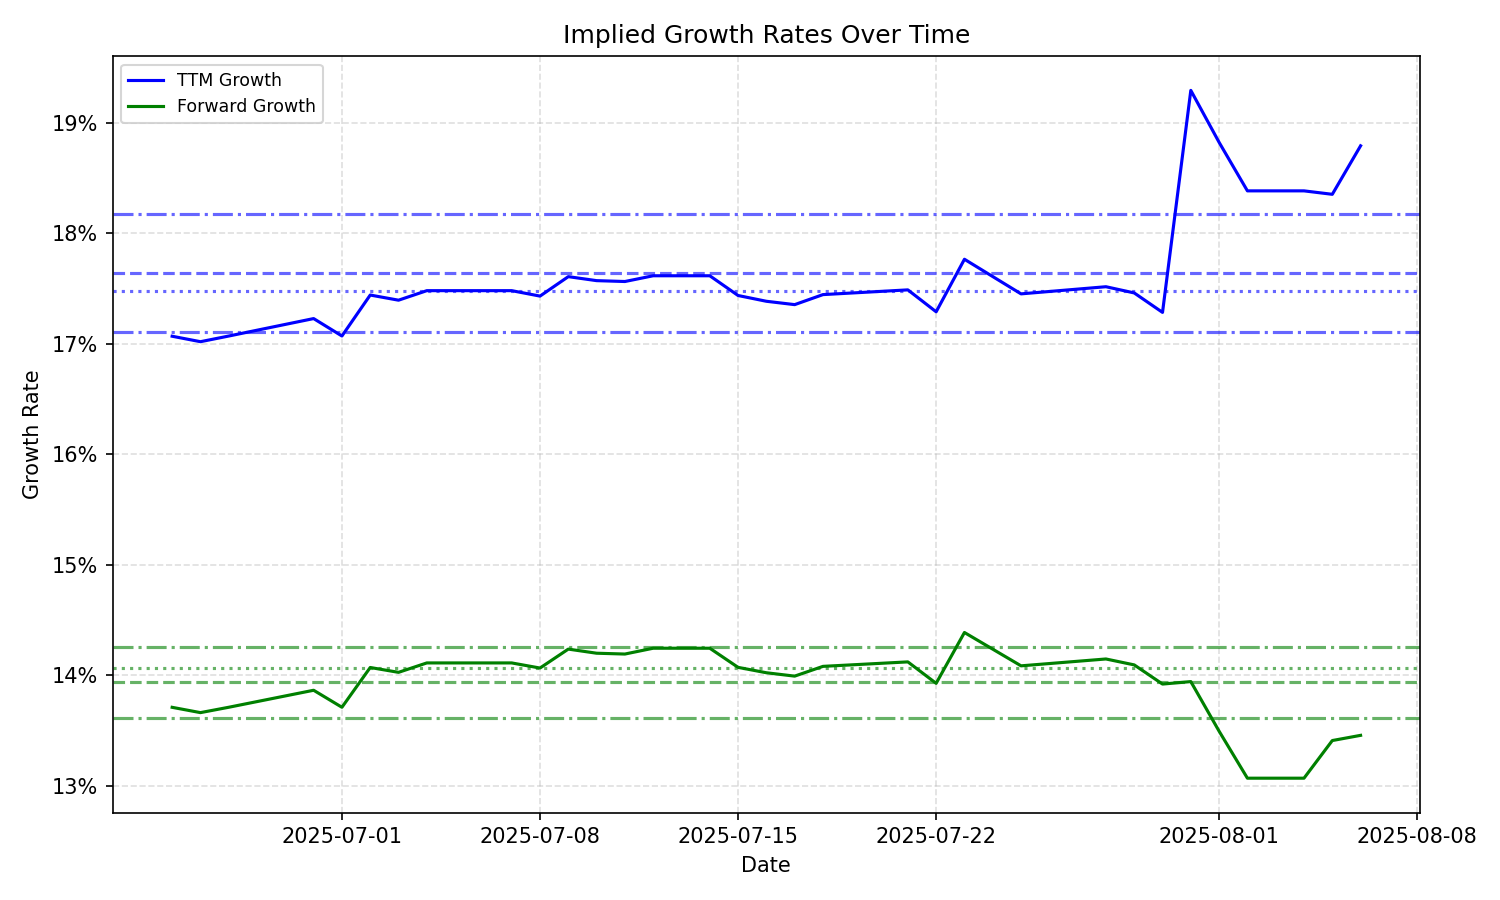 Implied Growth Rates Over Time
TTM Growth
Forward Growth
19%
18%
17%
16%
15%
14%
13%
Growth Rate
2025-07-01 2025-07-08 2025-07-15 2025-07-22 2025-08-01 2025-08-08
Date